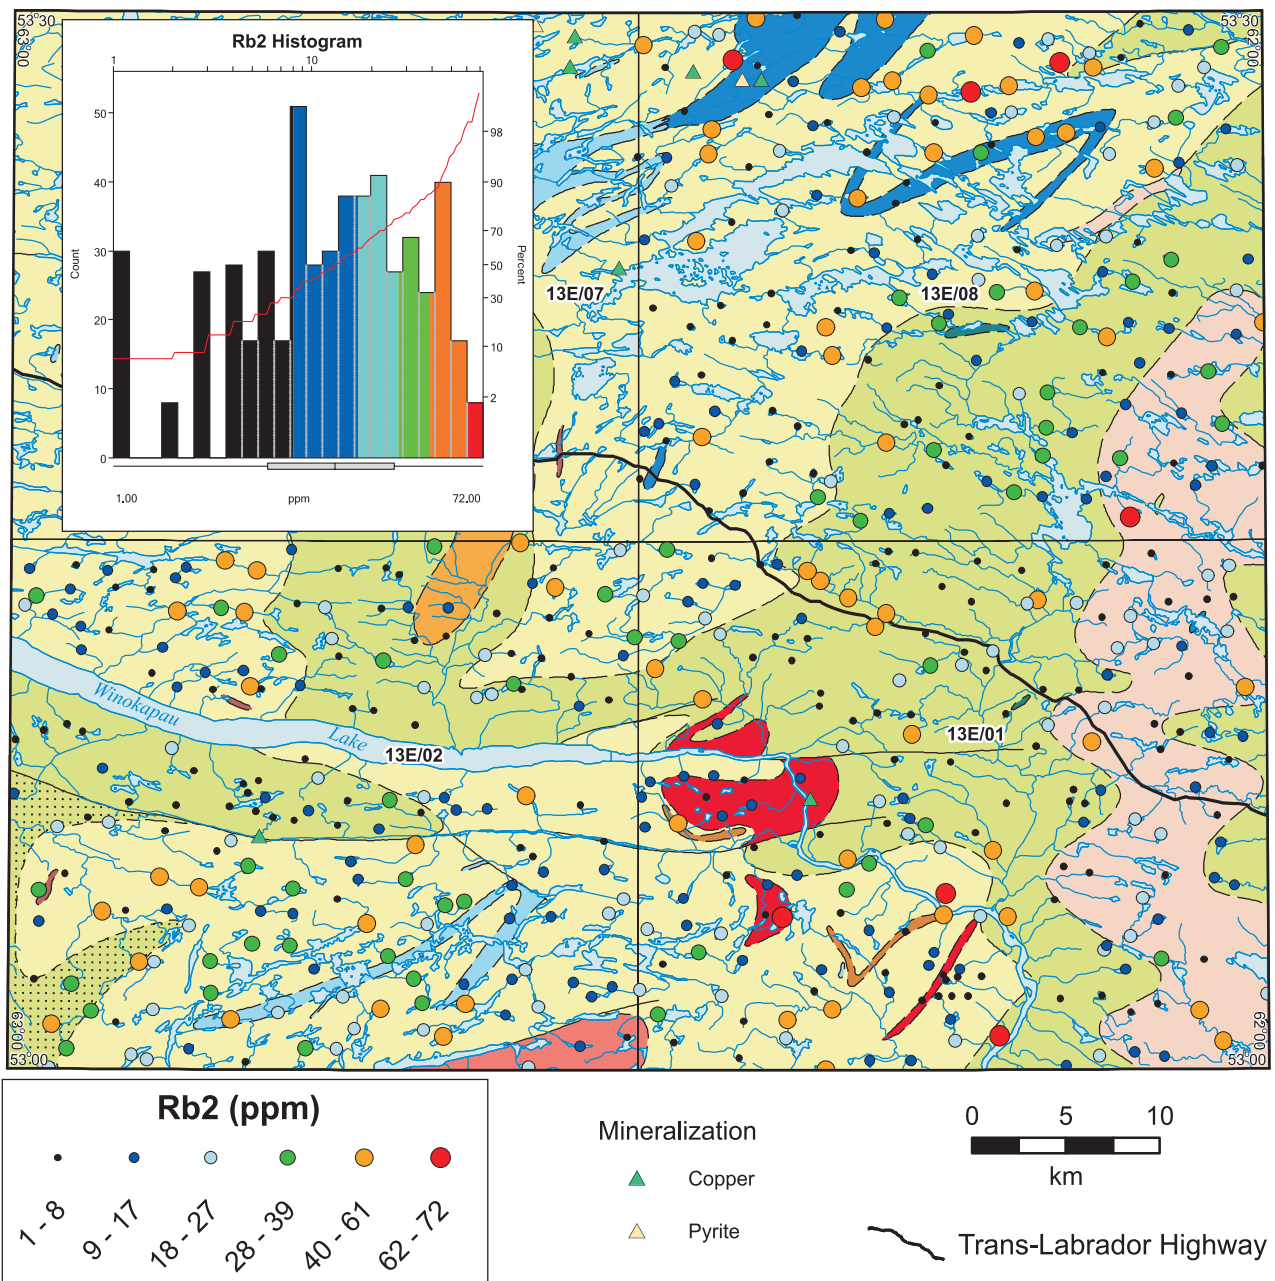 53°30
63°00
53°30
62°00
Rb2 Histogram
1
10
50
40
30
20
10
0
Count
98
90
70
50
30
10
2
Percent
1.00
ppm
72.00
13E/07
13E/08
Winokapau
Lake
13E/02
13E/01
63°00
53°00
62°00
53°00
Rb2 (ppm)
1 - 8
9 - 17
18 - 27
28 - 39
40 - 61
62 - 72
Mineralization
Copper
Pyrite
0 5 10
km
Trans-Labrador Highway